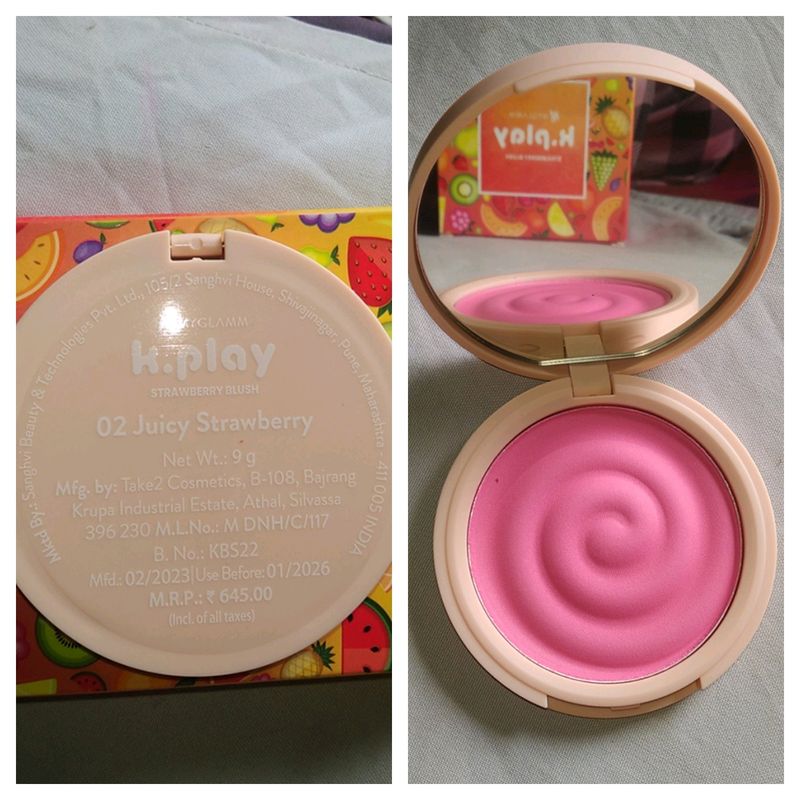 Mktd By.: Sanghvi Beauty & Technologies Pvt. Ltd., 105/2 Sanghvi House, Shivajinagar, Pune, Maharashtra - 411 005 INDIA
MYGLAMM
k.play
STRAWBERRY BLUSH
02 Juicy Strawberry
Net Wt.: 9 g
Mfg. by: Take2 Cosmetics, B-108, Bajrang
Krupa Industrial Estate, Athal, Silvassa
396 230 M.L.No.: M DNH/C/117
B. No.: KBS22
Mfd.: 02/2023|Use Before: 01/2026
M.R.P.: ₹ 645.00
(Incl. of all taxes)
MYGLAMM
k.play
STRAWBERRY BLUSH